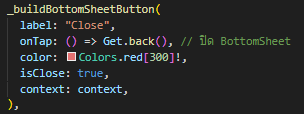 _buildBottomSheetButton(
label: "Close",
onTap: () => Get.back(), // ปิด BottomSheet
color: Colors.red[300]!,
isClose: true,
context: context,
),